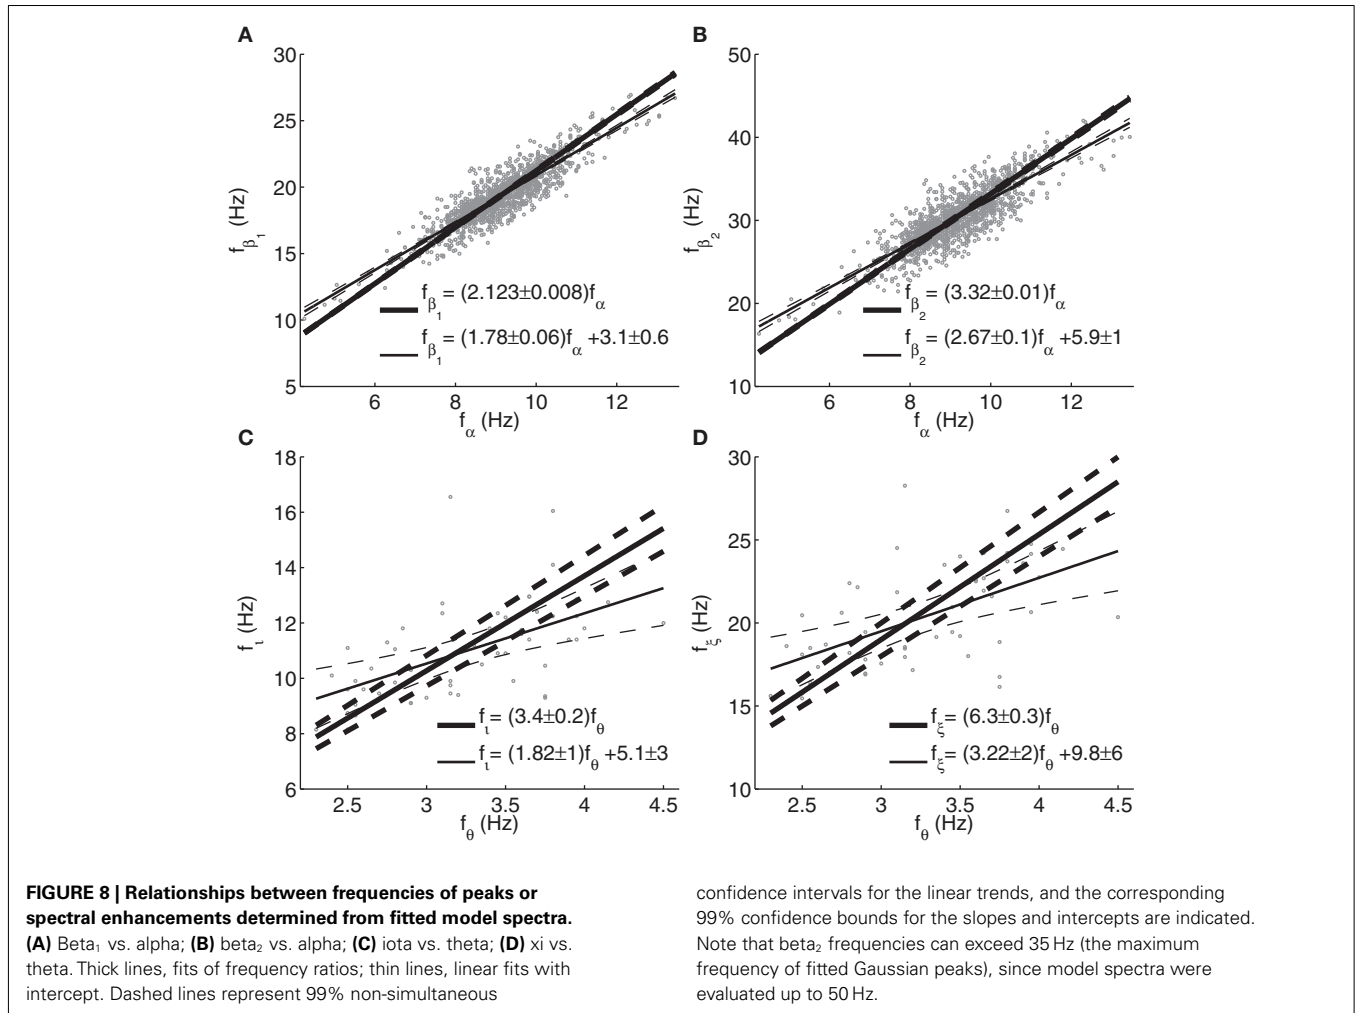 A
30
25
20
15
10
5
6
8
10
12
f_β₁ (Hz)
f_α (Hz)
f_β₁ = (2.123±0.008)f_α
f_β₁ = (1.78±0.06)f_α +3.1±0.6
B
50
40
30
20
10
6
8
10
12
f_β₂ (Hz)
f_α (Hz)
f_β₂ = (3.32±0.01)f_α
f_β₂ = (2.67±0.1)f_α +5.9±1
C
18
16
14
12
10
8
6
2.5
3
3.5
4
4.5
f_ι (Hz)
f_θ (Hz)
f_ι= (3.4±0.2)f_θ
f_ι= (1.82±1)f_θ +5.1±3
D
30
25
20
15
10
2.5
3
3.5
4
4.5
f_ξ (Hz)
f_θ (Hz)
f_ξ= (6.3±0.3)f_θ
f_ξ= (3.22±2)f_θ +9.8±6
FIGURE 8 | Relationships between frequencies of peaks or
spectral enhancements determined from fitted model spectra.
(A) Beta₁ vs. alpha; (B) beta₂ vs. alpha; (C) iota vs. theta; (D) xi vs.
theta. Thick lines, fits of frequency ratios; thin lines, linear fits with
intercept. Dashed lines represent 99% non-simultaneous
confidence intervals for the linear trends, and the corresponding
99% confidence bounds for the slopes and intercepts are indicated.
Note that beta₂ frequencies can exceed 35 Hz (the maximum
frequency of fitted Gaussian peaks), since model spectra were
evaluated up to 50 Hz.